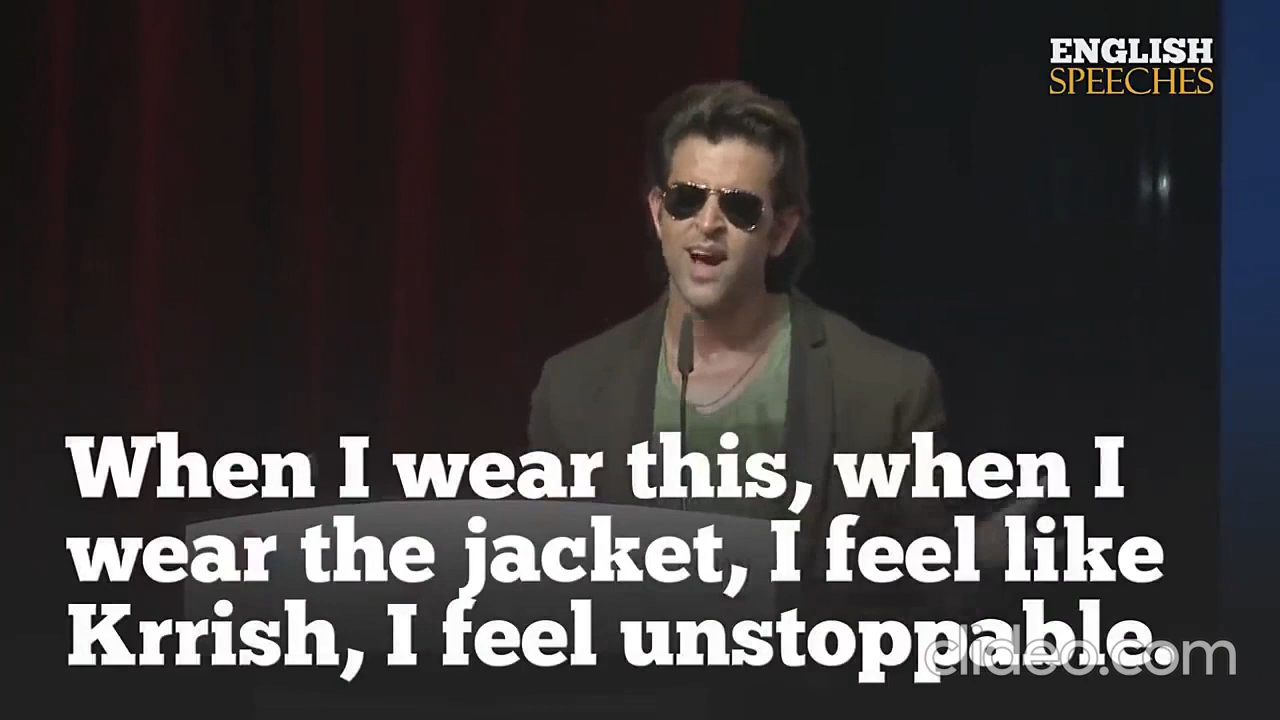 ENGLISH
SPEECHES
When I wear this, when I
wear the jacket, I feel like
Krrish, I feel unstoppable.
clideo.com